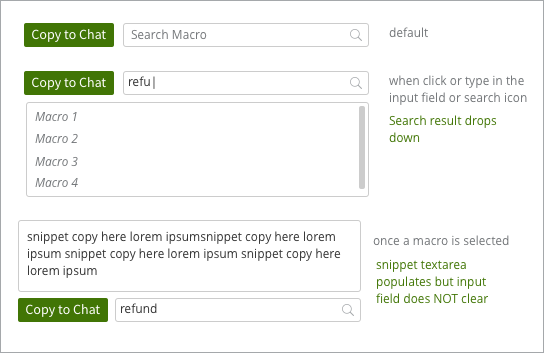 Copy to Chat Search Macro
default
Copy to Chat refu
when click or type in the
input field or search icon
Search result drops
down
Macro 1
Macro 2
Macro 3
Macro 4
snippet copy here lorem ipsumsnippet copy here lorem
ipsum snippet copy here lorem ipsum snippet copy here
lorem ipsum
once a macro is selected
snippet textarea
populates but input
field does NOT clear
Copy to Chat refund